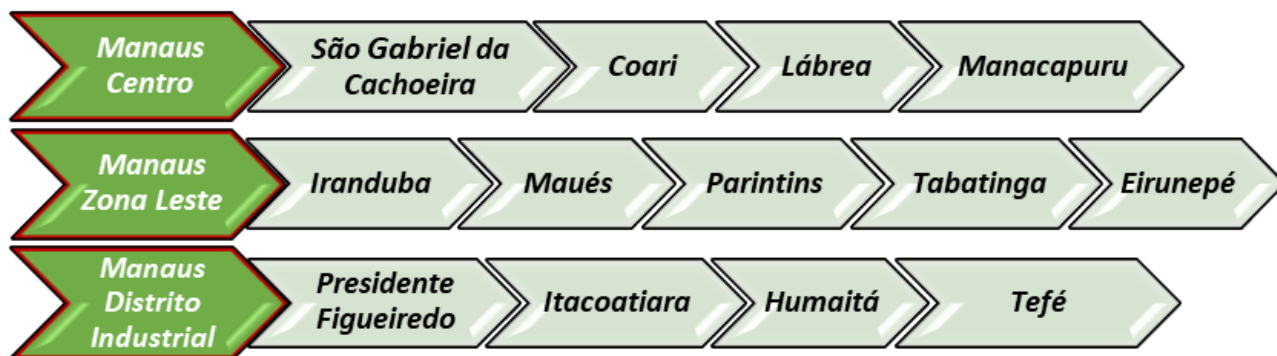 Manaus
Centro
São Gabriel da
Cachoeira
Coari
Lábrea
Manacapuru
Manaus
Zona Leste
Iranduba
Maués
Parintins
Tabatinga
Eirunepé
Manaus
Distrito
Industrial
Presidente
Figueiredo
Itacoatiara
Humaitá
Tefé